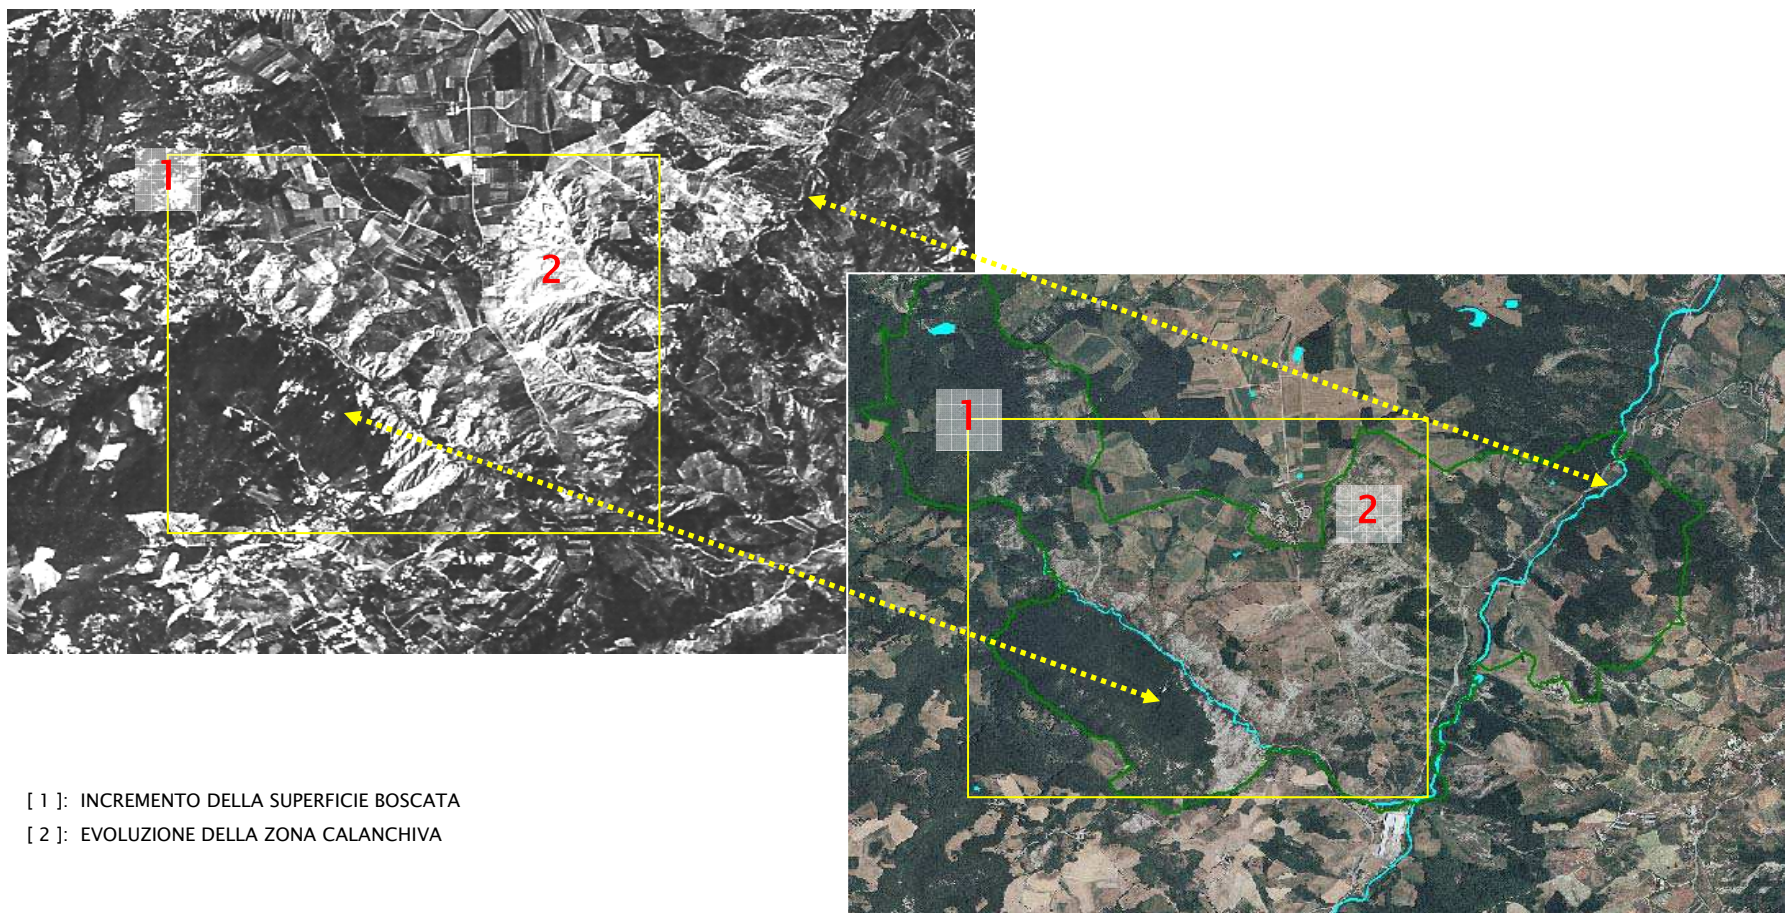 1
2
1
2
[ 1 ]: INCREMENTO DELLA SUPERFICIE BOSCATA
[ 2 ]: EVOLUZIONE DELLA ZONA CALANCHIVA